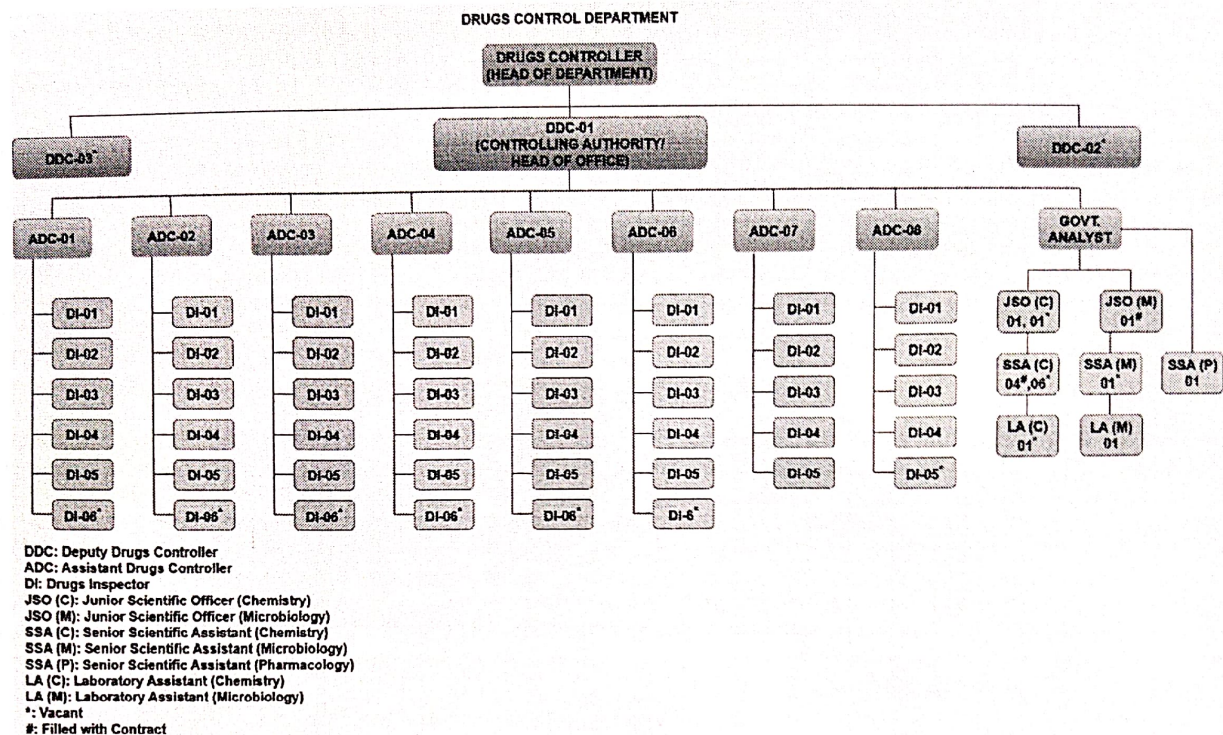 DRUGS CONTROL DEPARTMENT
DRUGS CONTROLLER
(HEAD OF DEPARTMENT)
DDC-03*
DDC-01
(CONTROLLING AUTHORITY/
HEAD OF OFFICE)
DDC-02*
ADC-01
ADC-02
ADC-03
ADC-04
ADC-05
ADC-06
ADC-07
ADC-08
GOVT.
ANALYST
DI-01
DI-02
DI-03
DI-04
DI-05
DI-06*
DI-01
DI-02
DI-03
DI-04
DI-05
DI-06*
DI-01
DI-02
DI-03
DI-04
DI-05
DI-06*
DI-01
DI-02
DI-03
DI-04
DI-05
DI-06*
DI-01
DI-02
DI-03
DI-04
DI-05
DI-06*
DI-01
DI-02
DI-03
DI-04
DI-05
DI-6*
DI-01
DI-02
DI-03
DI-04
DI-05
DI-01
DI-02
DI-03
DI-04
DI-05*
JSO (C)
01, 01*
SSA (C)
04#,06*
LA (C)
01*
JSO (M)
01#
SSA (M)
01*
LA (M)
01
SSA (P)
01
DDC: Deputy Drugs Controller
ADC: Assistant Drugs Controller
DI: Drugs Inspector
JSO (C): Junior Scientific Officer (Chemistry)
JSO (M): Junior Scientific Officer (Microbiology)
SSA (C): Senior Scientific Assistant (Chemistry)
SSA (M): Senior Scientific Assistant (Microbiology)
SSA (P): Senior Scientific Assistant (Pharmacology)
LA (C): Laboratory Assistant (Chemistry)
LA (M): Laboratory Assistant (Microbiology)
*: Vacant
#: Filled with Contract